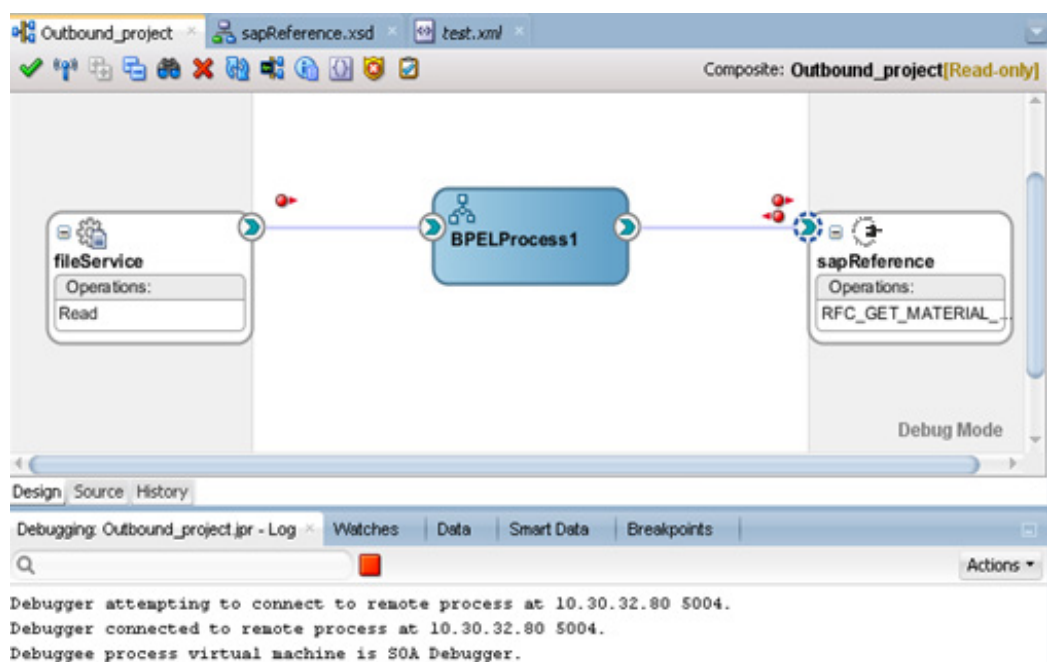 Outbound_project sapReference.xsd test.xml
Composite: Outbound_project[Read-only]
fileService
Operations:
Read
BPELProcess1
sapReference
Operations:
RFC_GET_MATERIAL_...
Debug Mode
Design Source History
Debugging: Outbound_project.jpr - Log Watches Data Smart Data Breakpoints
Actions
Debugger attempting to connect to remote process at 10.30.32.80 5004.
Debugger connected to remote process at 10.30.32.80 5004.
Debuggee process virtual machine is SOA Debugger.